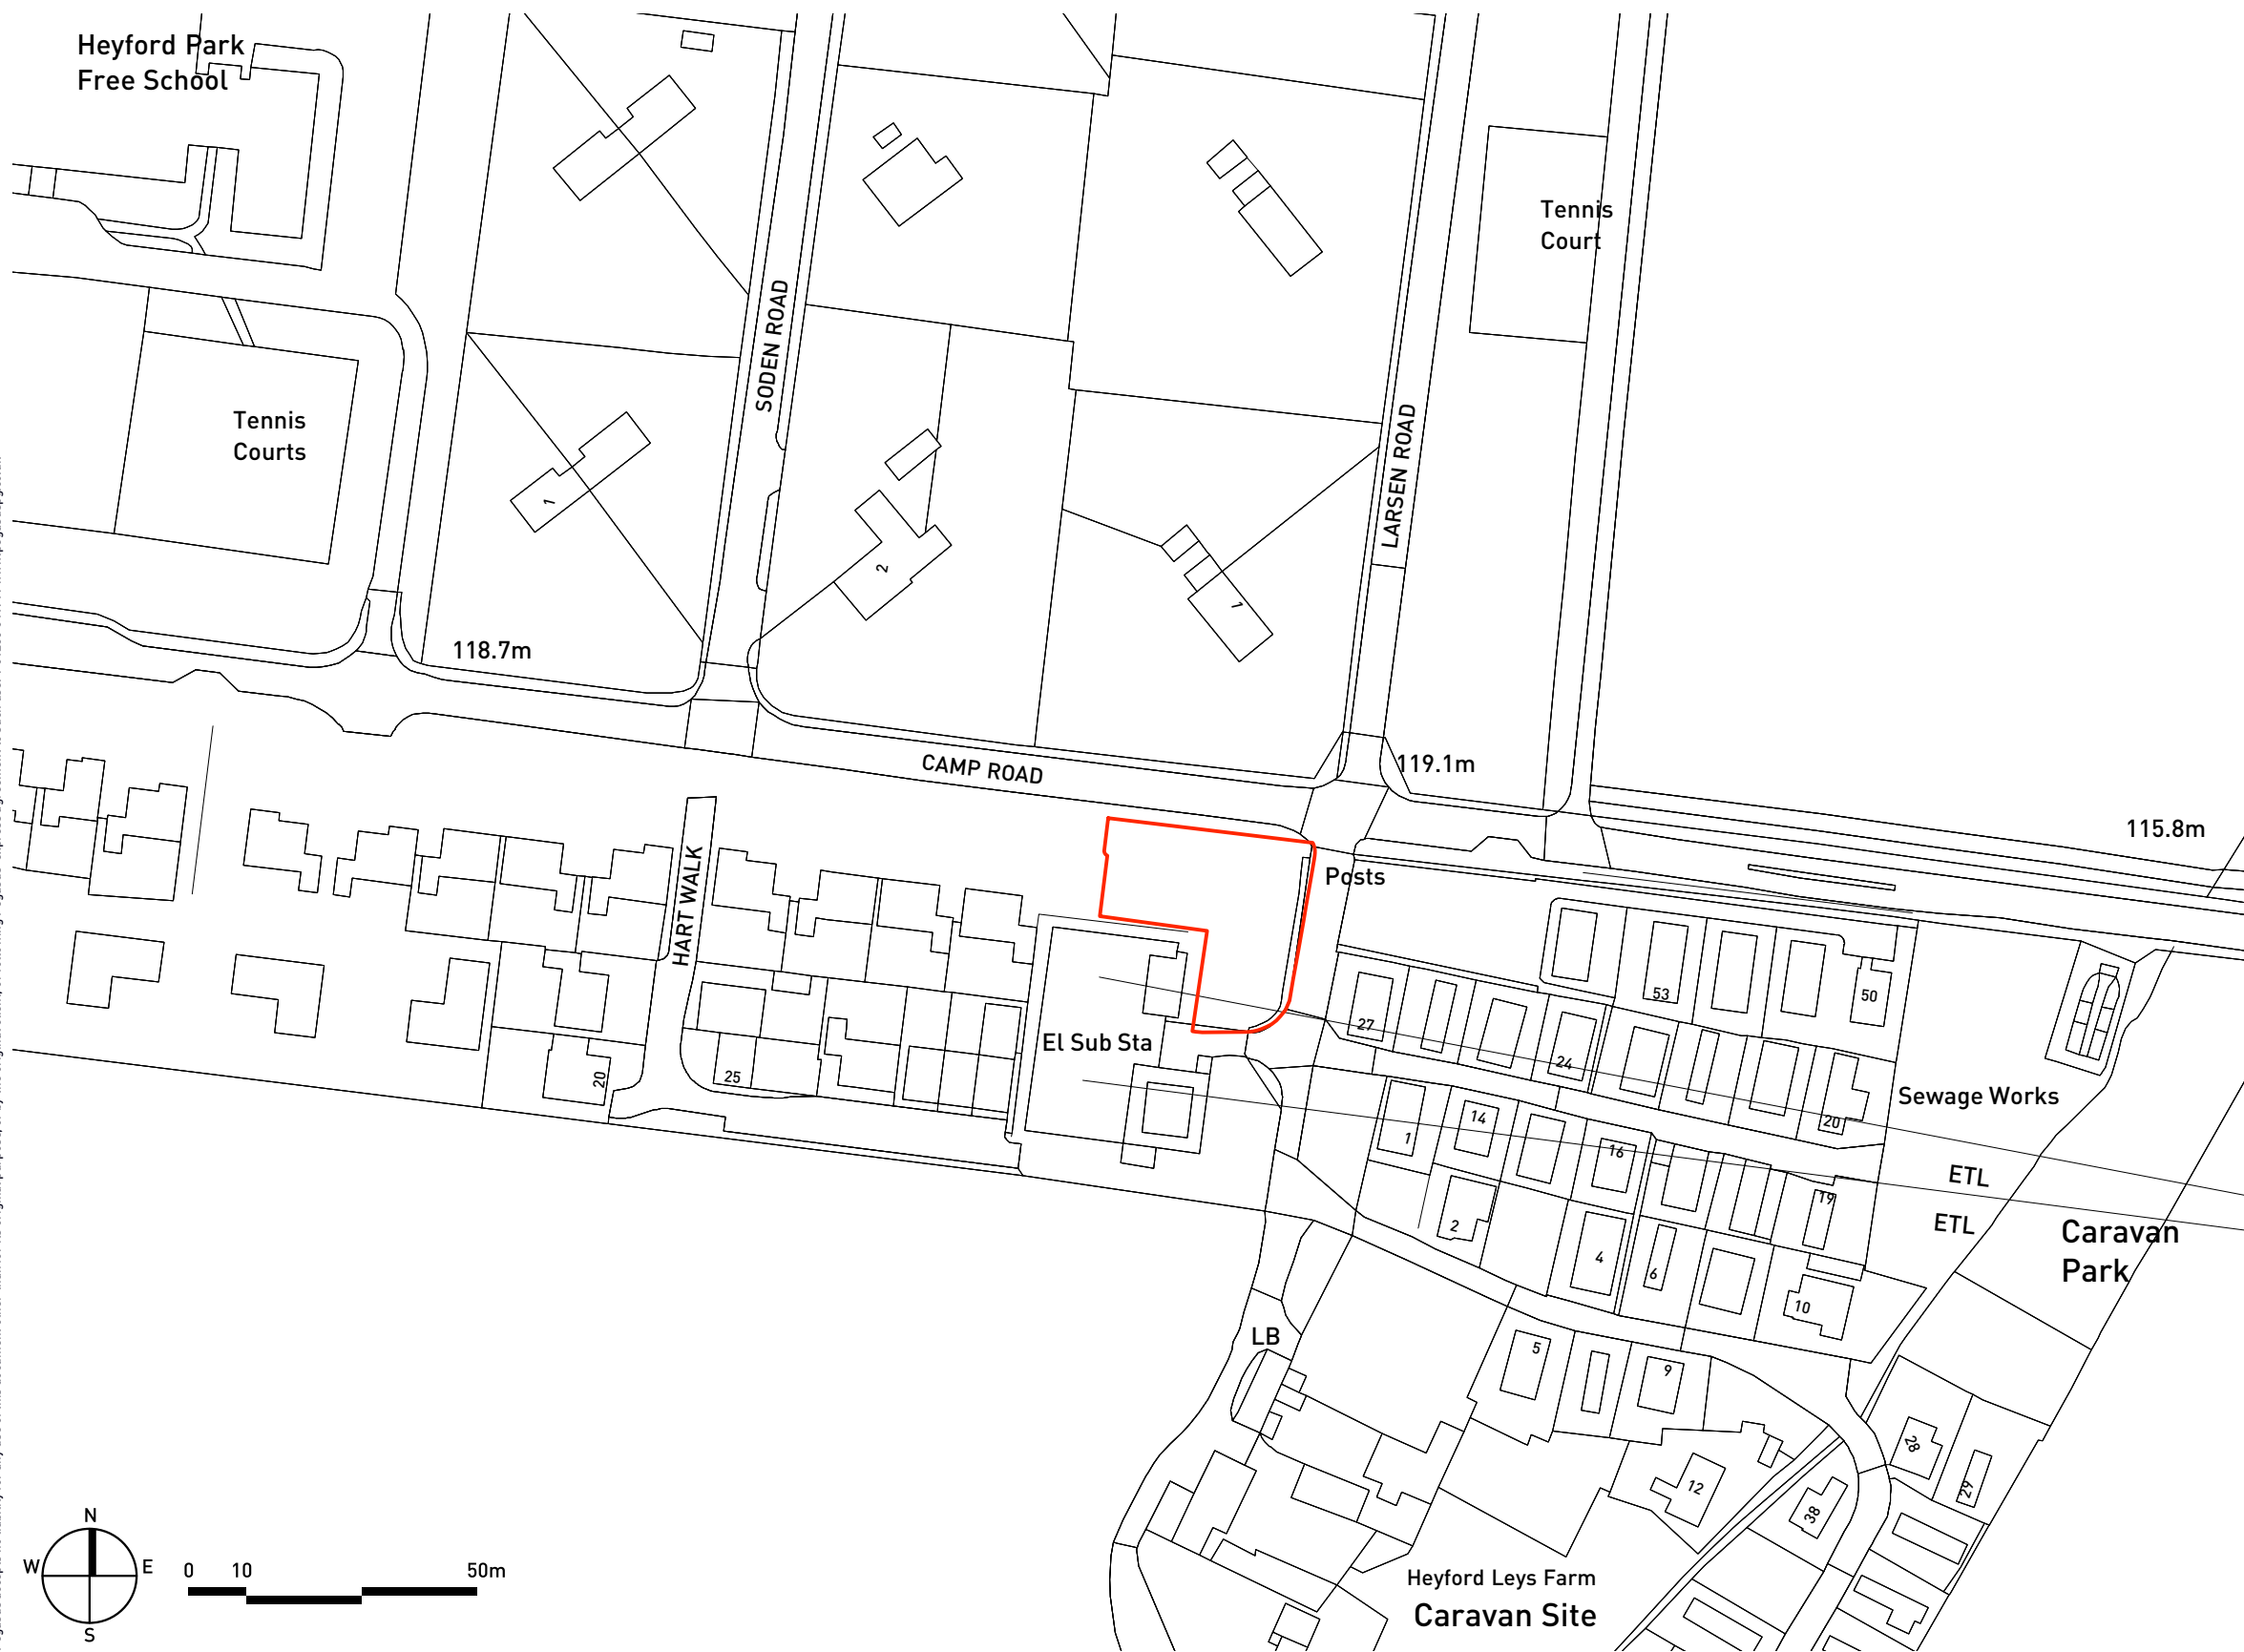 Heyford Park
Free School
Tennis
Court
Tennis
Courts
SODEN ROAD
LARSEN ROAD
1
2
1
118.7m
CAMP ROAD
119.1m
115.8m
Posts
HART WALK
El Sub Sta
20
25
27
53
50
24
20
Sewage Works
1
14
16
19
2
4
6
10
ETL
ETL
Caravan
Park
LB
5
9
12
28
29
38
Heyford Leys Farm
Caravan Site
N
W
E
S
0
10
50m